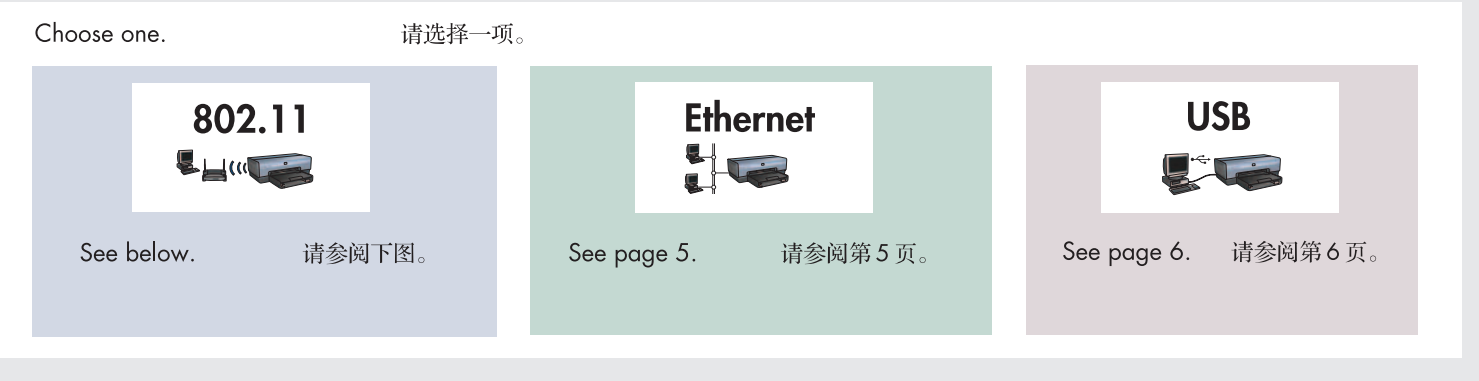 Choose one. 请选择一项。
802.11
See below. 请参阅下图。
Ethernet
See page 5. 请参阅第 5 页。
USB
See page 6. 请参阅第 6 页。